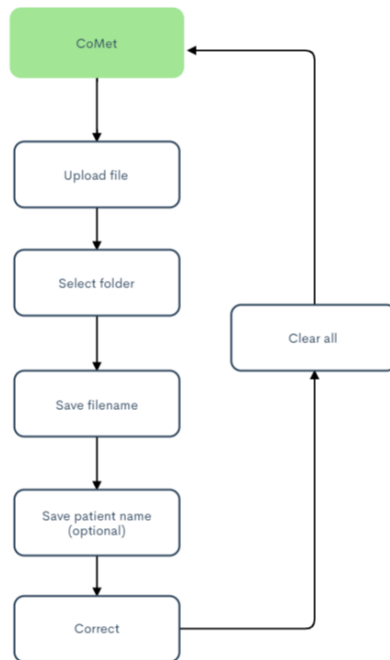 CoMet
Upload file
Select folder
Save filename
Save patient name
(optional)
Correct
Clear all